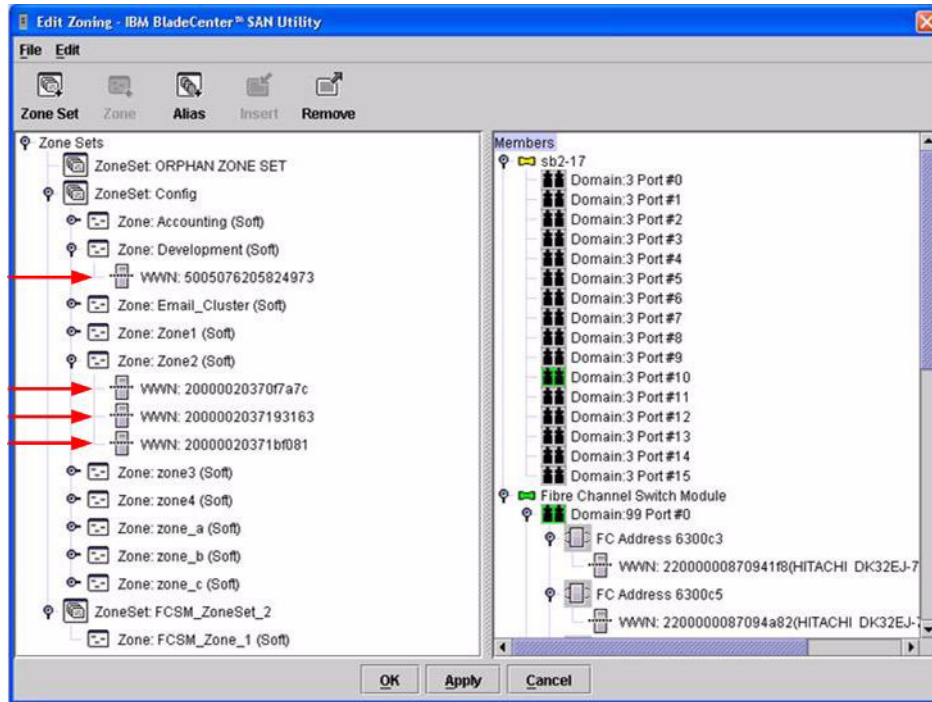 Edit Zoning - IBM BladeCenter™ SAN Utility
File Edit
Zone Set Zone Alias Insert Remove
Zone Sets
ZoneSet: ORPHAN ZONE SET
ZoneSet: Config
Zone: Accounting (Soft)
Zone: Development (Soft)
WWN: 5005076205824973
Zone: Email_Cluster (Soft)
Zone: Zone1 (Soft)
Zone: Zone2 (Soft)
WWN: 20000020370f7a7c
WWN: 2000002037193163
WWN: 20000020371bf081
Zone: zone3 (Soft)
Zone: zone4 (Soft)
Zone: zone_a (Soft)
Zone: zone_b (Soft)
Zone: zone_c (Soft)
ZoneSet: FCSM_ZoneSet_2
Zone: FCSM_Zone_1 (Soft)
Members
sb2-17
Domain:3 Port#0
Domain:3 Port#1
Domain:3 Port#2
Domain:3 Port#3
Domain:3 Port#4
Domain:3 Port#5
Domain:3 Port#6
Domain:3 Port#7
Domain:3 Port#8
Domain:3 Port#9
Domain:3 Port#10
Domain:3 Port#11
Domain:3 Port#12
Domain:3 Port#13
Domain:3 Port#14
Domain:3 Port#15
Fibre Channel Switch Module
Domain:99 Port#0
FC Address 6300c3
WWN: 22000000870941f8(HITACHI DK32EJ-7
FC Address 6300c5
WWN: 2200000087094a82(HITACHI DK32EJ-7
OK Apply Cancel